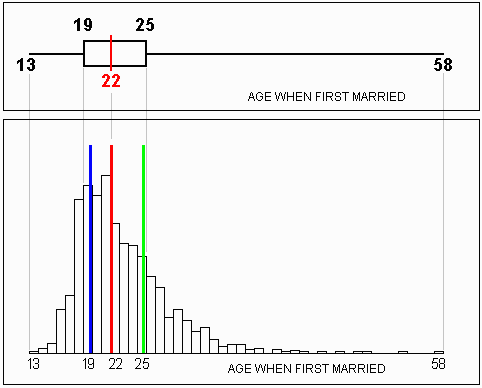 19 25
13 58
22
AGE WHEN FIRST MARRIED
13 19 22 25 58
AGE WHEN FIRST MARRIED